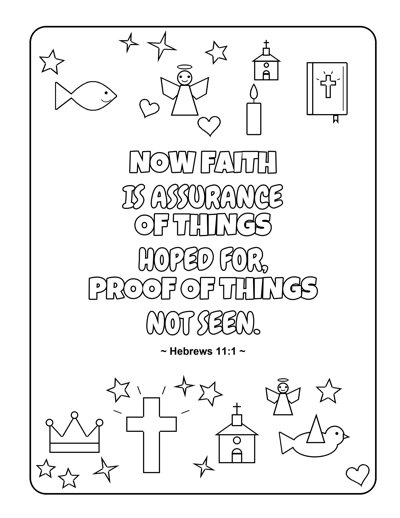 NOW FAITH
IS ASSURANCE
OF THINGS
HOPED FOR,
PROOF OF THINGS
NOT SEEN.
~ Hebrews 11:1 ~